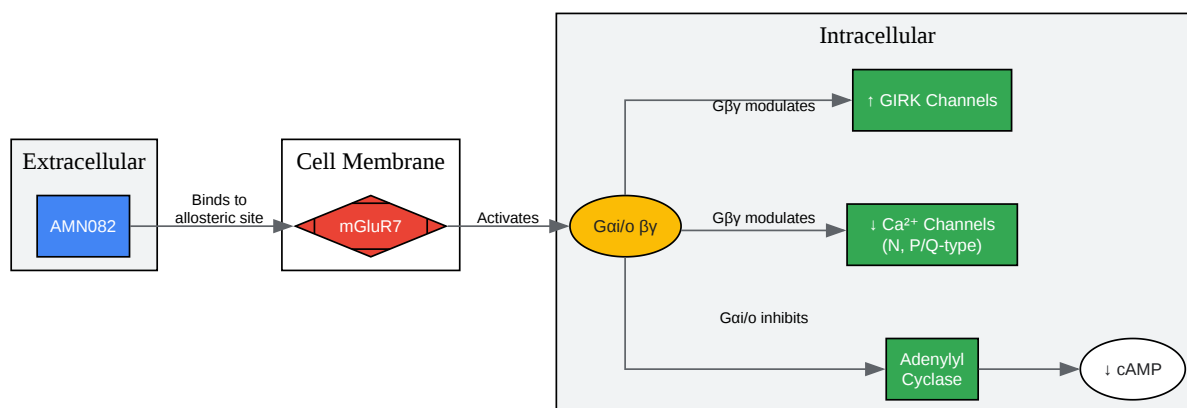 Extracellular
AMN082
Binds to
allosteric site
Cell Membrane
mGluR7
Activates
Intracellular
Gαi/o βγ
Gβγ modulates
↑ GIRK Channels
Gβγ modulates
↓ Ca²⁺ Channels
(N, P/Q-type)
Gαi/o inhibits
Adenylyl
Cyclase
↓ cAMP